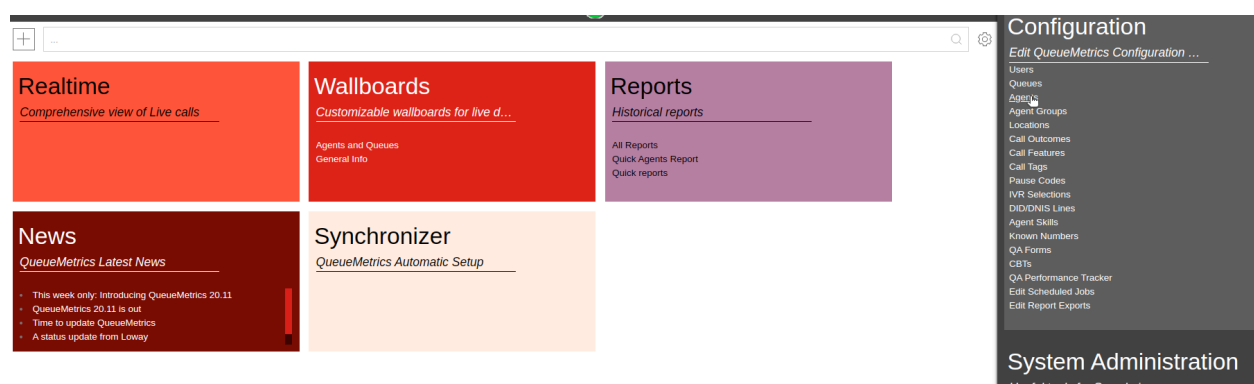 ...
Realtime
Comprehensive view of Live calls
Wallboards
Customizable wallboards for live d...
Agents and Queues
General Info
Reports
Historical reports
All Reports
Quick Agents Report
Quick reports
News
QueueMetrics Latest News
This week only: Introducing QueueMetrics 20.11
QueueMetrics 20.11 is out
Time to update QueueMetrics
A status update from Loway
Synchronizer
QueueMetrics Automatic Setup
Configuration
Edit QueueMetrics Configuration ...
Users
Queues
Agents
Agent Groups
Locations
Call Outcomes
Call Features
Call Tags
Pause Codes
IVR Selections
DID/DNIS Lines
Agent Skills
Known Numbers
QA Forms
CBTs
QA Performance Tracker
Edit Scheduled Jobs
Edit Report Exports
System Administration